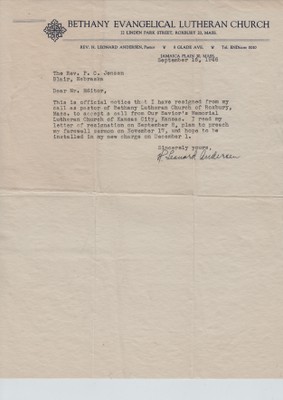 BETHANY EVANGELICAL LUTHERAN CHURCH
22 LINDEN PARK STREET, ROXBURY 20, MASS.
REV. H. LEONARD ANDERSEN, Pastor 8 GLADE AVE. Tel.
JAMAICA PLAIN 30, MASS.
September 18, 1946
The Rev. F. C. Jensen
Blair, Nebraska
Dear Mr. Editor,
This is official notice that I have resigned from my
call as pastor of Bethany Lutheran Church of Roxbury,
Mass. to accept a call from Our Savior's Memorial
Lutheran Church of Kansas City, Kansas. I read my
letter of resignation on September 8, plan to preach
my farewell sermon on November 17, and hope to be
installed in my new charge on December 1.
Sincerely yours,
H Leonard Andersen